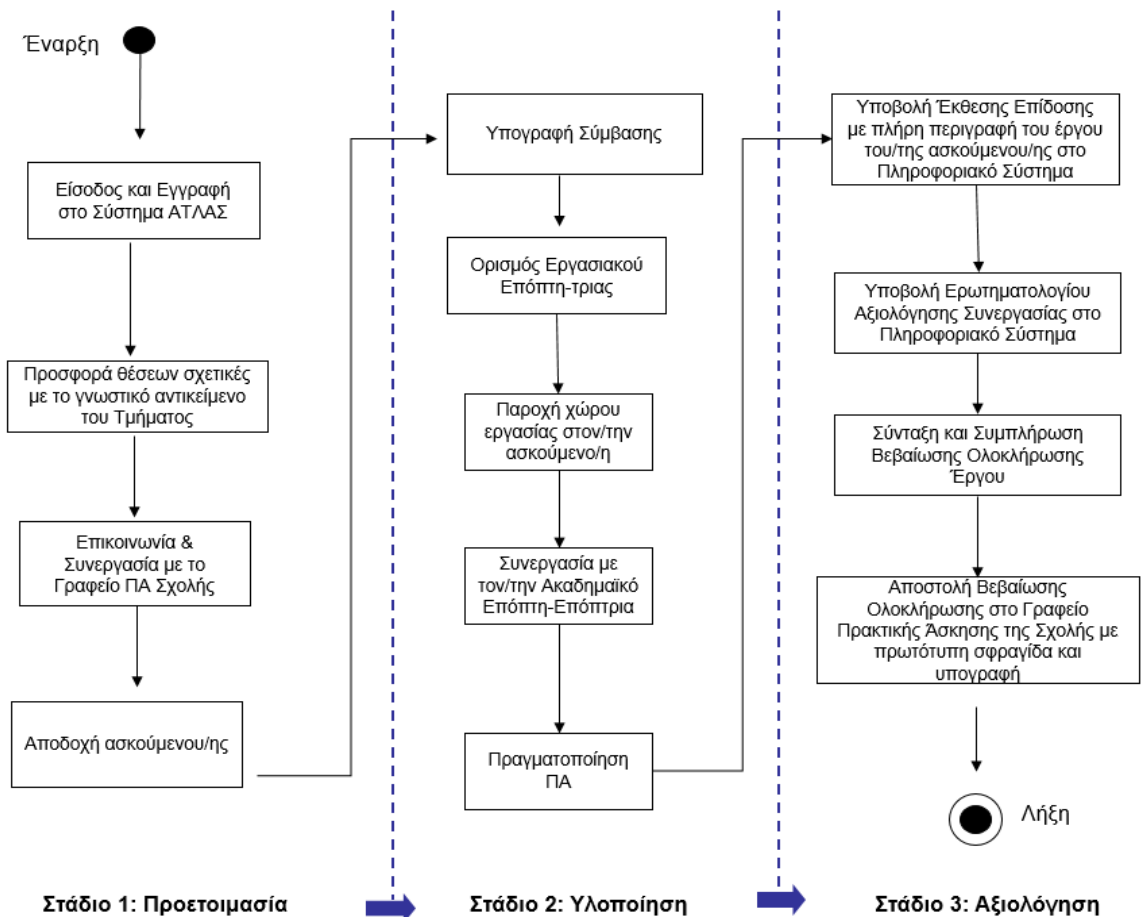 Έναρξη
Είσοδος και Εγγραφή
στο Σύστημα ΑΤΛΑΣ
Προσφορά θέσεων σχετικές
με το γνωστικό αντικείμενο
του Τμήματος
Επικοινωνία &
Συνεργασία με το
Γραφείο ΠΑ Σχολής
Αποδοχή ασκούμενου/ης
Υπογραφή Σύμβασης
Ορισμός Εργασιακού
Επόπτη-τριας
Παροχή χώρου
εργασίας στον/την
ασκούμενο/η
Συνεργασία με
τον/την Ακαδημαϊκό
Επόπτη-Επόπτρια
Πραγματοποίηση
ΠΑ
Υποβολή Έκθεσης Επίδοσης
με πλήρη περιγραφή του έργου
του/της ασκούμενου/ης στο
Πληροφοριακό Σύστημα
Υποβολή Ερωτηματολογίου
Αξιολόγησης Συνεργασίας στο
Πληροφοριακό Σύστημα
Σύνταξη και Συμπλήρωση
Βεβαίωσης Ολοκλήρωσης
Έργου
Αποστολή Βεβαίωσης
Ολοκλήρωσης στο Γραφείο
Πρακτικής Άσκησης της Σχολής με
πρωτότυπη σφραγίδα και
υπογραφή
Λήξη
Στάδιο 1: Προετοιμασία
Στάδιο 2: Υλοποίηση
Στάδιο 3: Αξιολόγηση